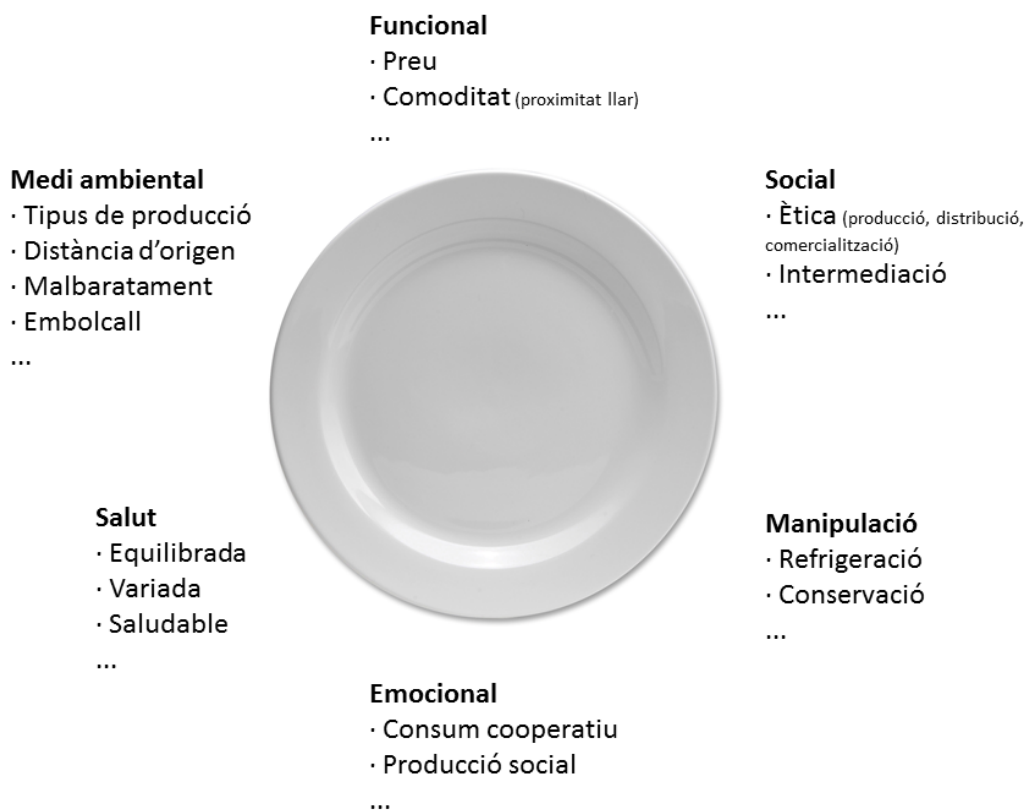 Funcional
· Preu
· Comoditat (proximitat llar)
...
Medi ambiental
· Tipus de producció
· Distància d'origen
· Malbaratament
· Embolcall
...
Social
· Ètica (producció, distribució,
comercialització)
· Intermediació
...
Salut
· Equilibrada
· Variada
· Saludable
...
Manipulació
· Refrigeració
· Conservació
...
Emocional
· Consum cooperatiu
· Producció social
...